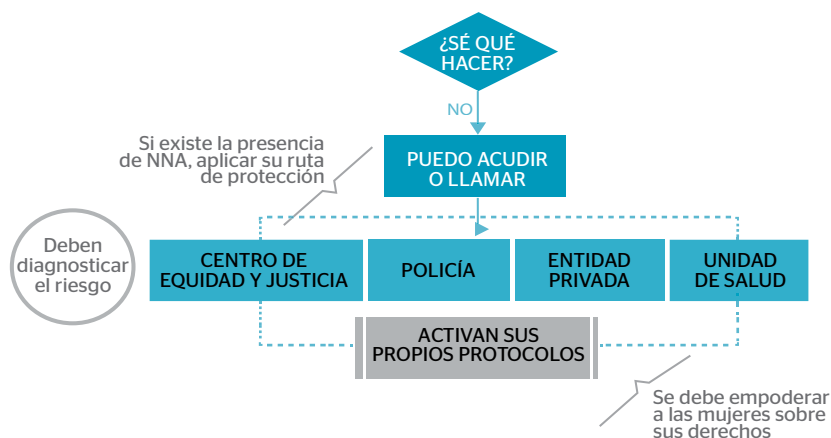 ¿SÉ QUÉ
HACER?
NO
Si existe la presencia
de NNA, aplicar su ruta
de protección
PUEDO ACUDIR
O LLAMAR
Deben
diagnosticar
el riesgo
CENTRO DE
EQUIDAD Y JUSTICIA
POLICÍA
ENTIDAD
PRIVADA
UNIDAD
DE SALUD
ACTIVAN SUS
PROPIOS PROTOCOLOS
Se debe empoderar
a las mujeres sobre
sus derechos